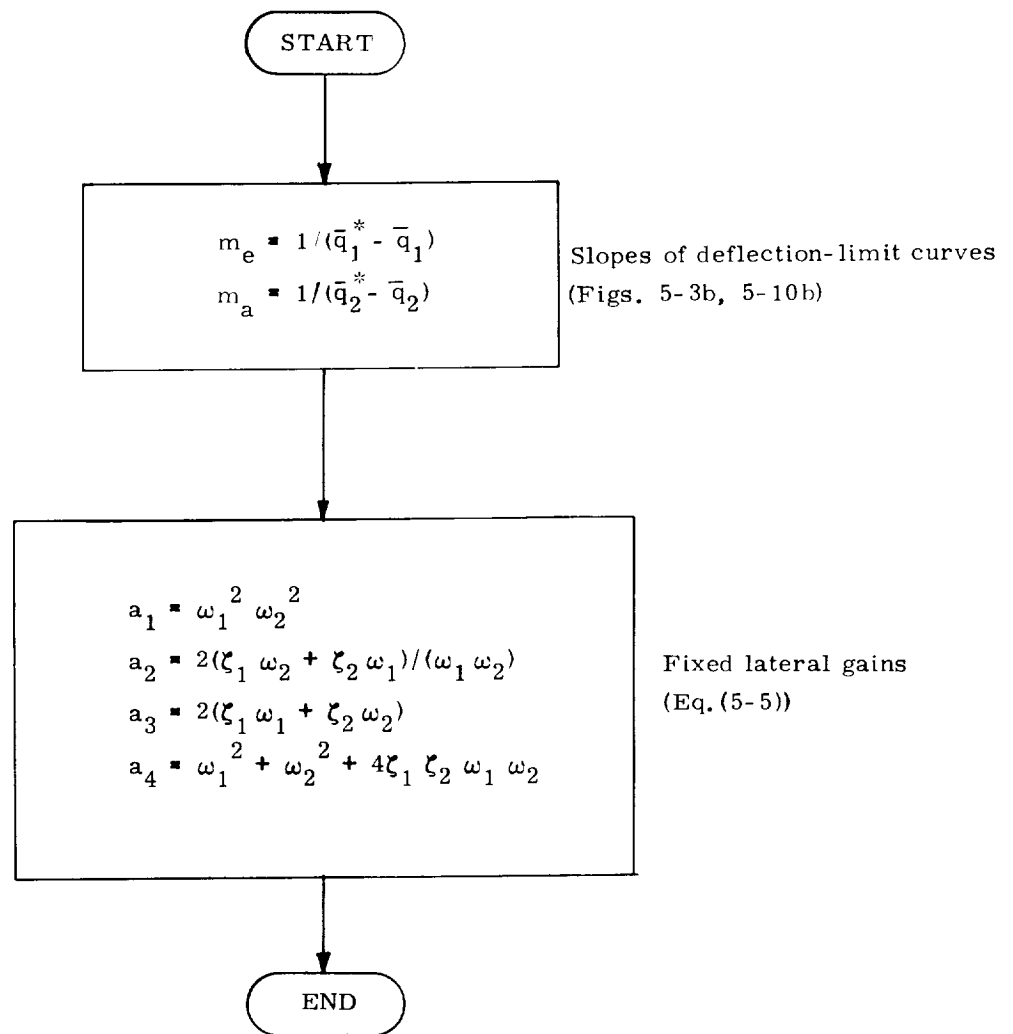 START
m_e = 1/(q̄_1^* - q̄_1)
m_a = 1/(q̄_2^* - q̄_2)
Slopes of deflection-limit curves
(Figs. 5-3b, 5-10b)
a_1 = ω_1^2 ω_2^2
a_2 = 2(ζ_1 ω_2 + ζ_2 ω_1)/(ω_1 ω_2)
a_3 = 2(ζ_1 ω_1 + ζ_2 ω_2)
a_4 = ω_1^2 + ω_2^2 + 4ζ_1 ζ_2 ω_1 ω_2
Fixed lateral gains
(Eq. (5-5))
END